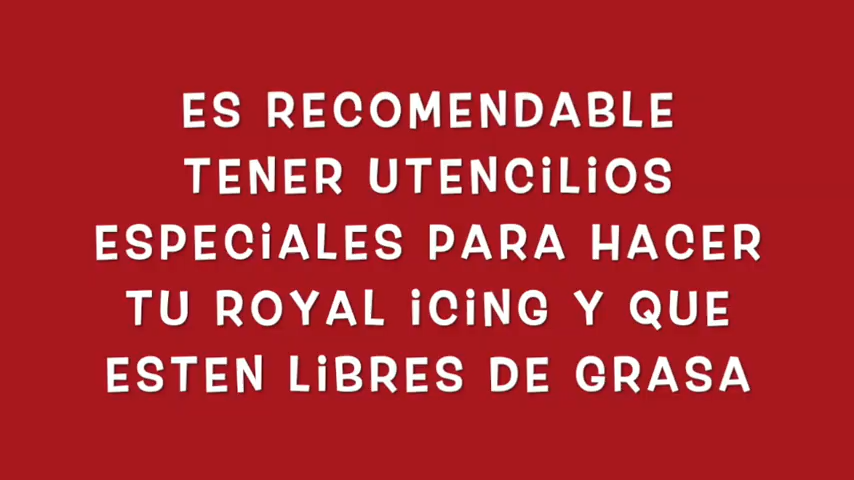 ES RECOMENDABLE
TENER UTENCiLiOS
ESPECiALES PARA HACER
TU ROYAL iCiNG Y QUE
ESTEN LiBRES DE GRASA